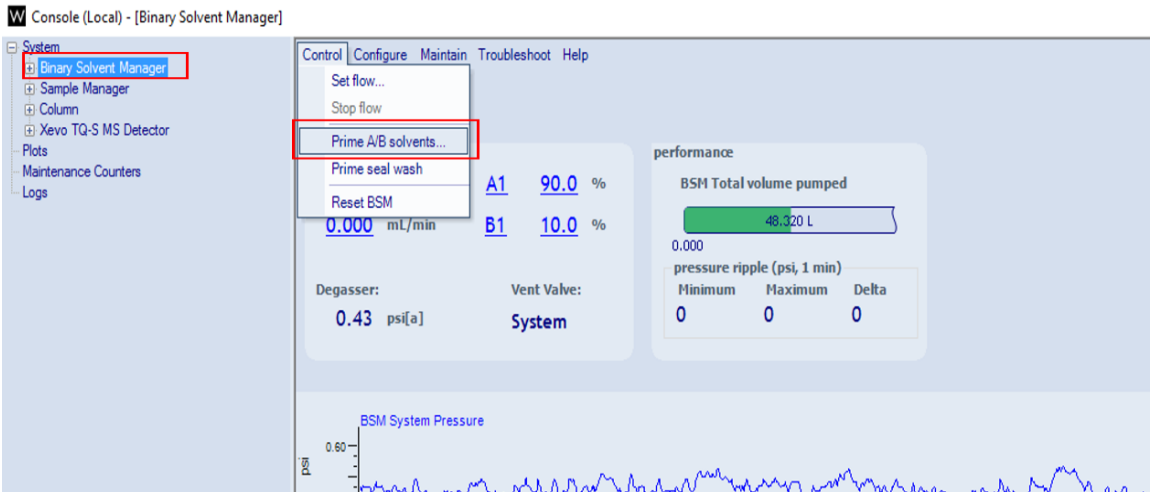 W Console (Local) - [Binary Solvent Manager]
System
Binary Solvent Manager
Sample Manager
Column
Xevo TQ-S MS Detector
Plots
Maintenance Counters
Logs
Control Configure Maintain Troubleshoot Help
Set flow...
Stop flow
Prime A/B solvents...
Prime seal wash
Reset BSM
A1 90.0 %
0.000 mL/min B1 10.0 %
Degasser: Vent Valve:
0.43 psi[a] System
performance
BSM Total volume pumped
48.320 L
0.000
pressure ripple (psi, 1 min)
Minimum Maximum Delta
0 0 0
BSM System Pressure
0.60
psi